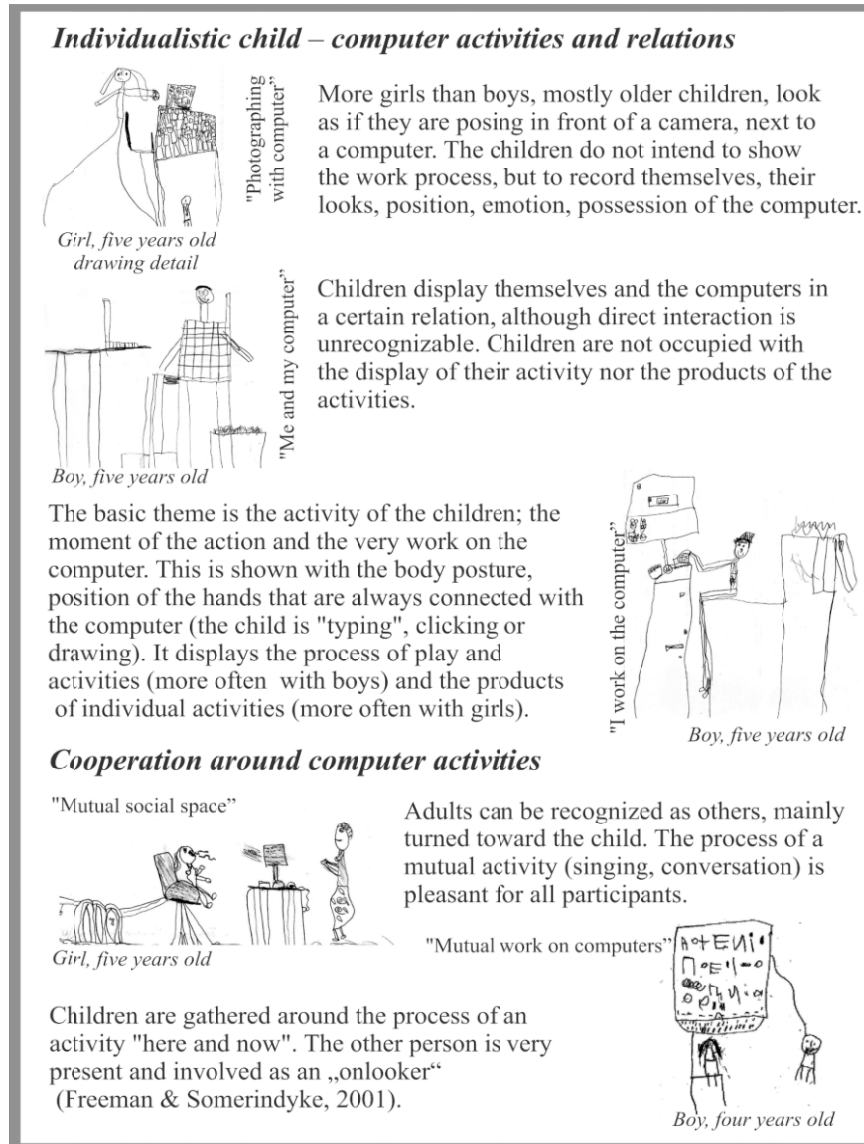 Individualistic child – computer activities and relations
"Photographing
with computer”
More girls than boys, mostly older children, look
as if they are posing in front of a camera, next to
a computer. The children do not intend to show
the work process, but to record themselves, their
looks, position, emotion, possession of the computer.
Girl, five years old
drawing detail
"Me and my computer”
Children display themselves and the computers in
a certain relation, although direct interaction is
unrecognizable. Children are not occupied with
the display of their activity nor the products of the
activities.
Boy, five years old
The basic theme is the activity of the children; the
moment of the action and the very work on the
computer. This is shown with the body posture,
position of the hands that are always connected with
the computer (the child is "typing", clicking or
drawing). It displays the process of play and
activities (more often with boys) and the products
of individual activities (more often with girls).
"I work on the computer”
Boy, five years old
Cooperation around computer activities
"Mutual social space”
Girl, five years old
Adults can be recognized as others, mainly
turned toward the child. The process of a
mutual activity (singing, conversation) is
pleasant for all participants.
"Mutual work on computers”
Children are gathered around the process of an
activity "here and now". The other person is very
present and involved as an „onlooker“
(Freeman & Somerindyke, 2001).
Boy, four years old